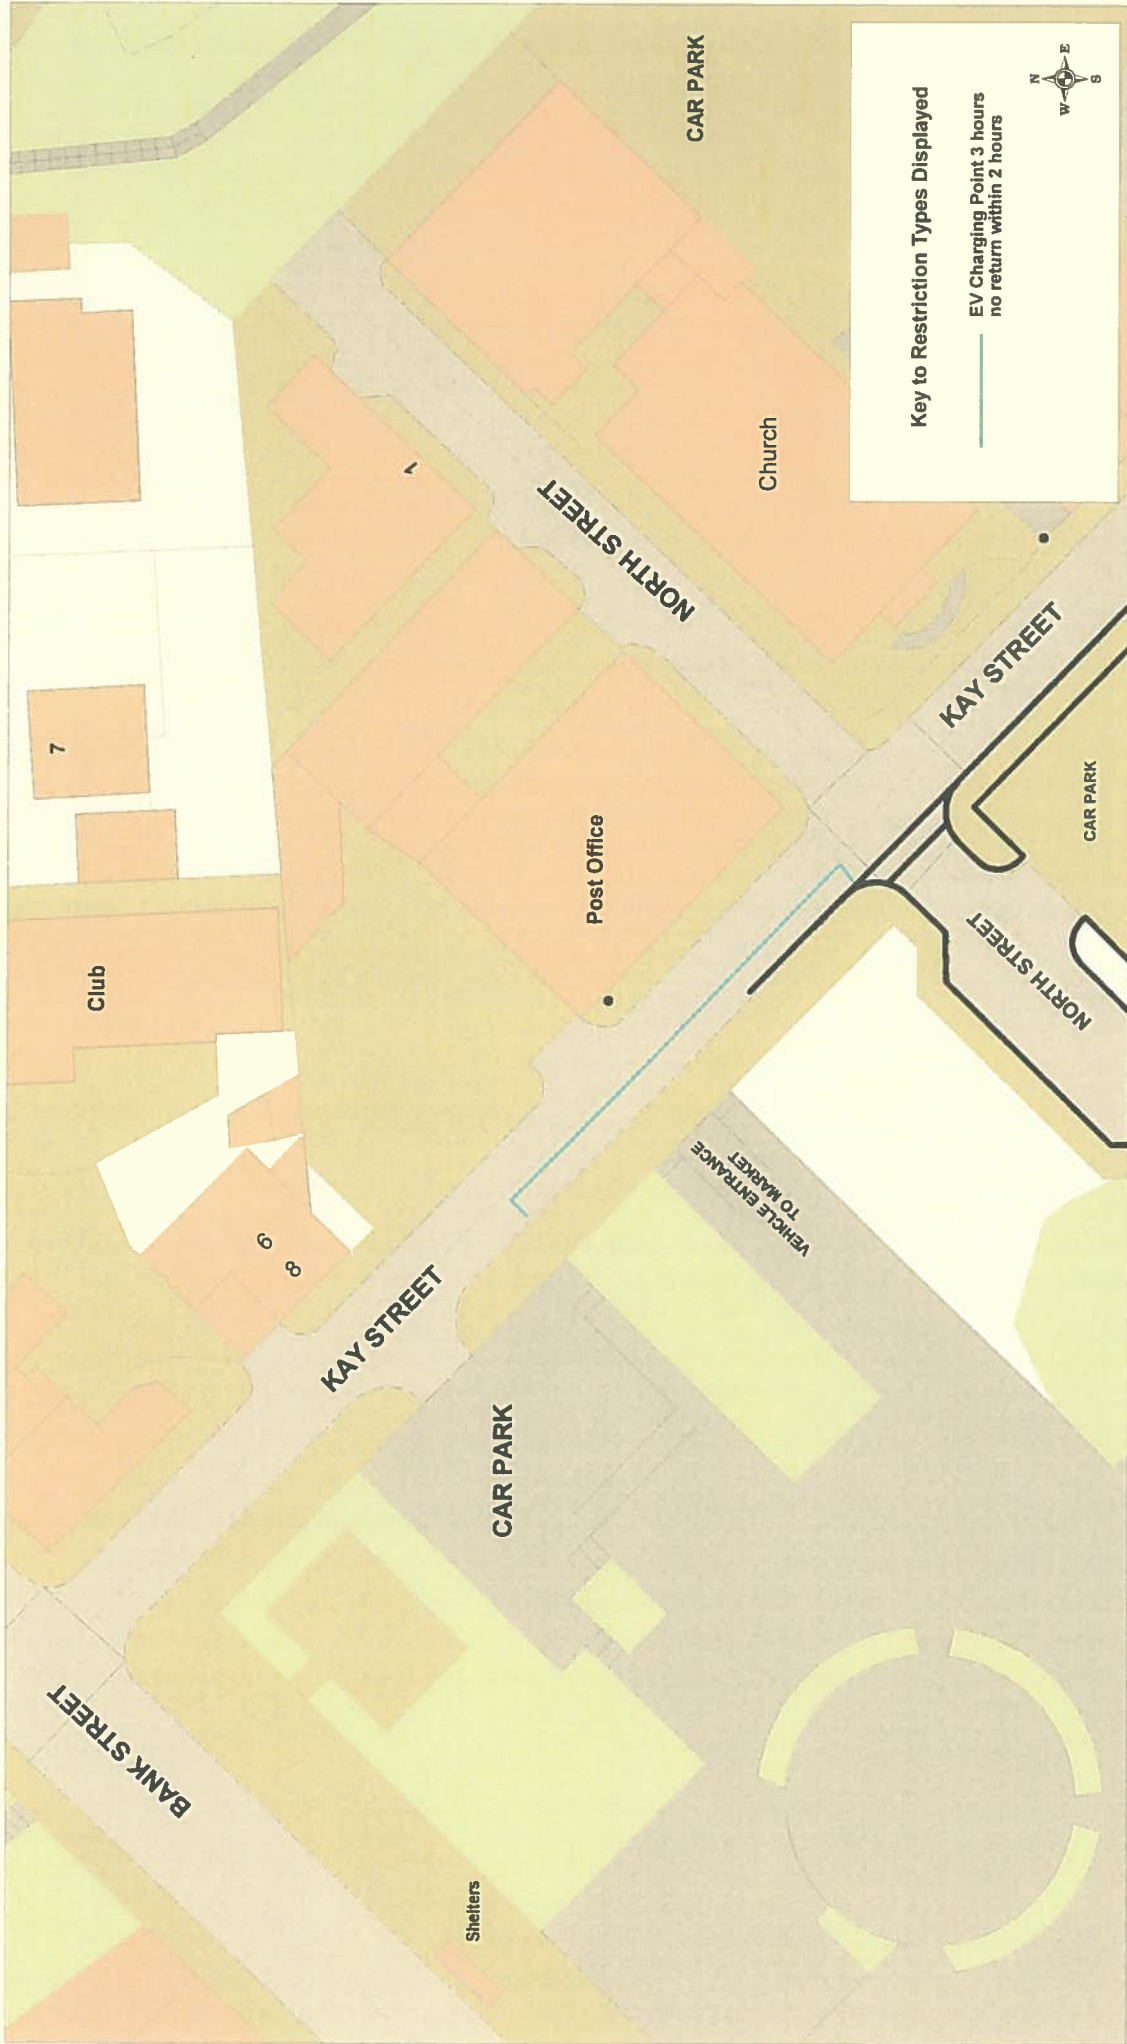 7
Club
BANK STREET
6
8
KAY STREET
1
Shelters
CAR PARK
Post Office
NORTH STREET
CAR PARK
VEHICLE ENTRANCE
TO MARKET
Church
KAY STREET
NORTH STREET
CAR PARK
Key to Restriction Types Displayed
EV Charging Point 3 hours
no return within 2 hours
N
W
E
S